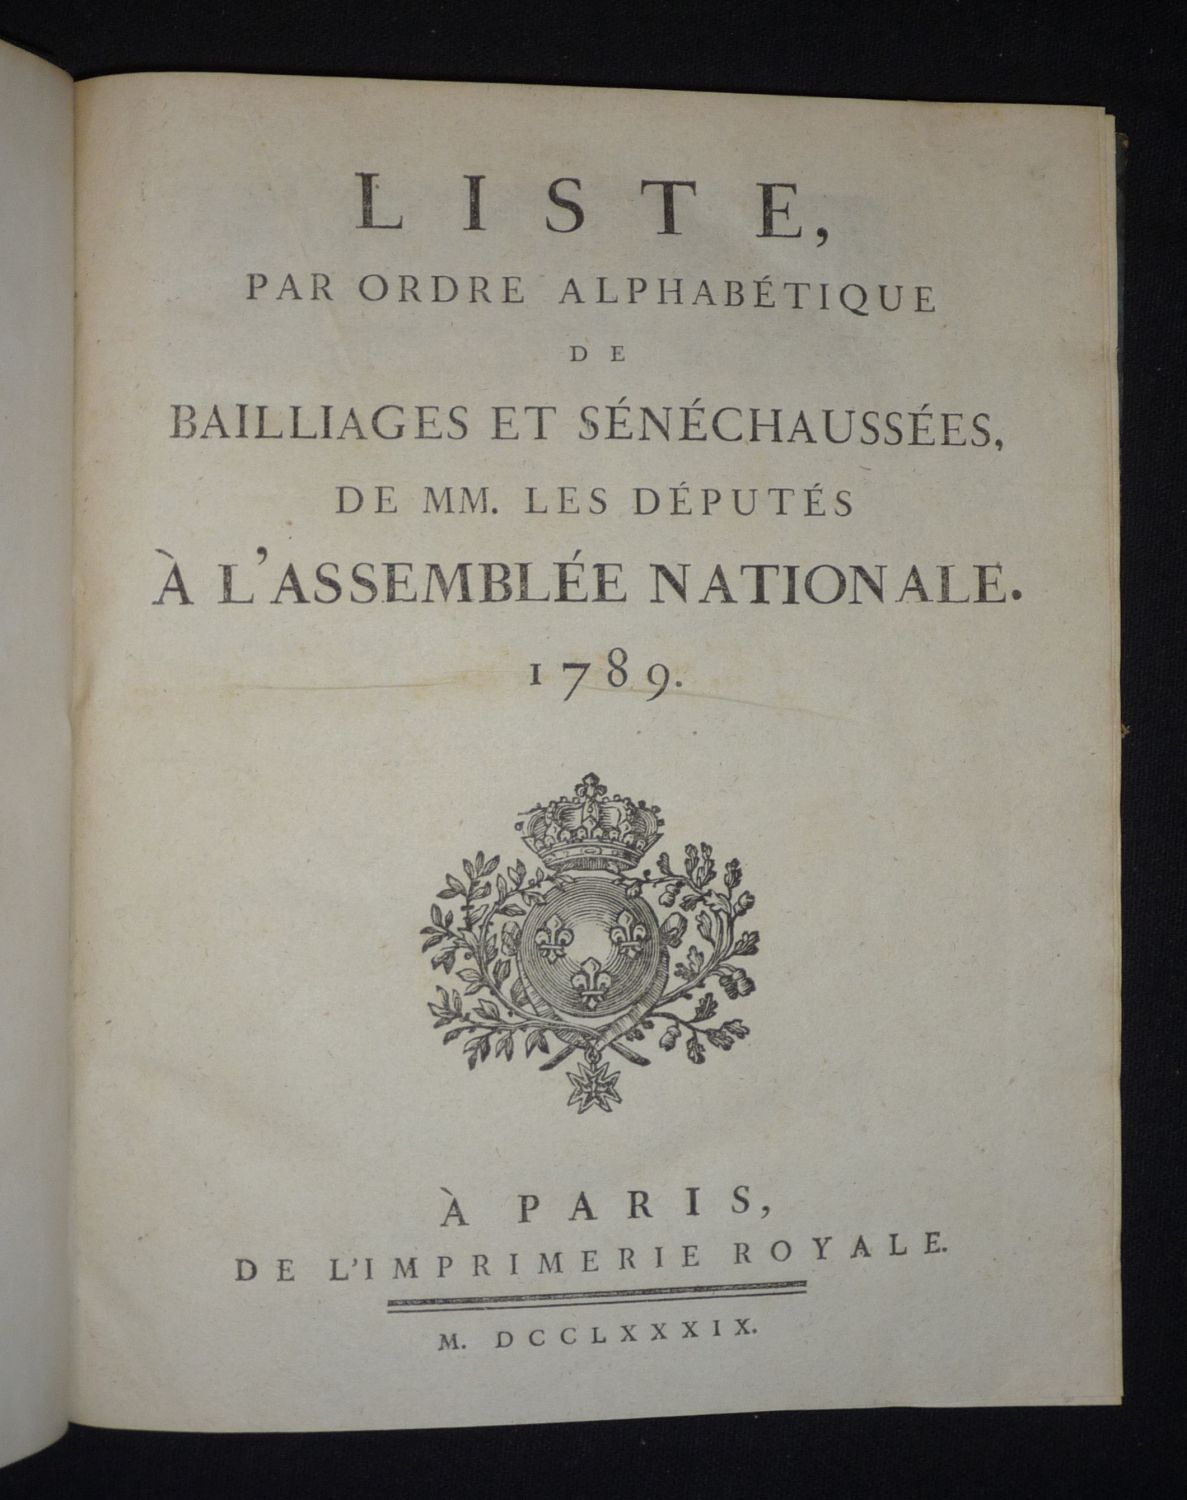 LISTE,
PAR ORDRE ALPHABÉTIQUE
DE
BAILLIAGES ET SÉNÉCHAUSSÉES,
DE MM. LES DÉPUTÉS
À L'ASSEMBLÉE NATIONALE.
1789.
À PARIS,
DE L'IMPRIMERIE ROYALE.
M. DCCLXXXIX.